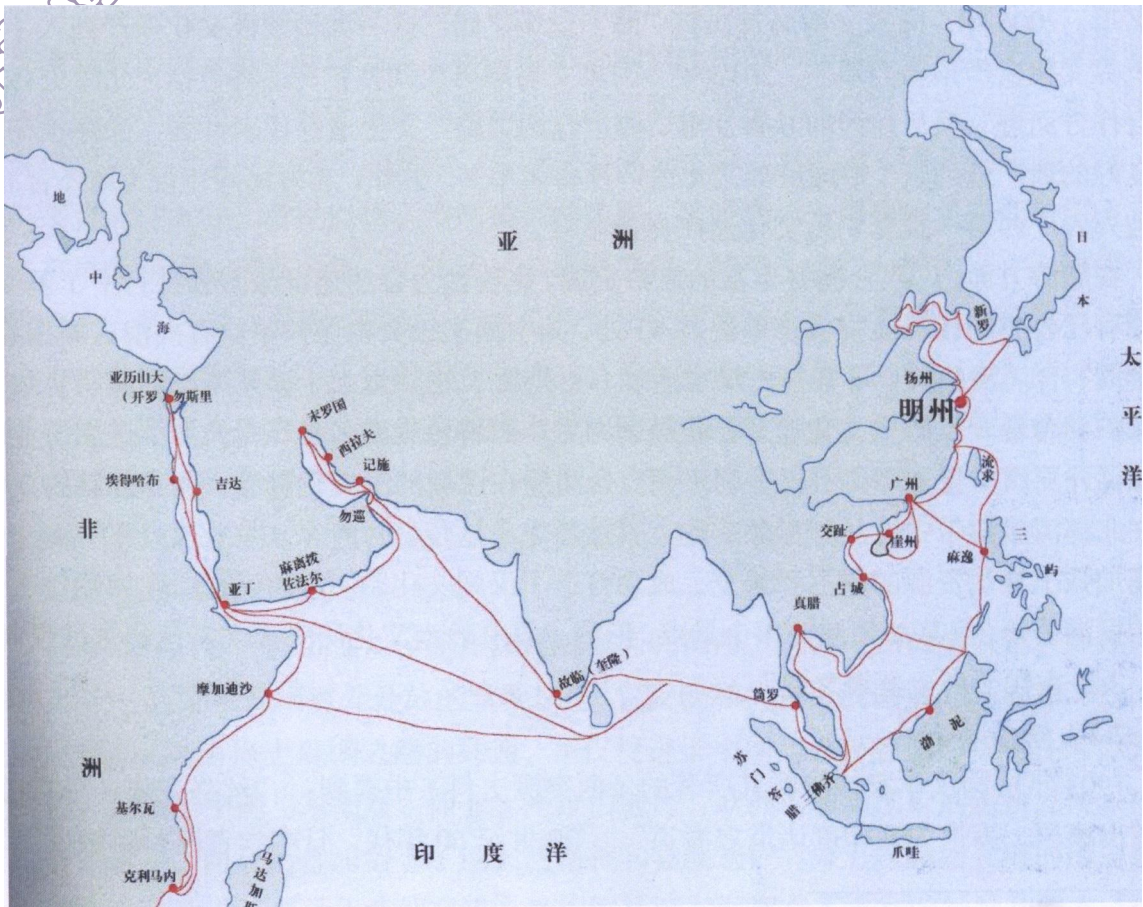 地
中
海
亚洲
日本
太平洋
新罗
扬州
明州
流求
广州
交趾
崖州
占城
麻逸
三屿
真腊
渤泥
爪哇
三佛齐
苏门答腊
箇罗
故临（奎隆）
亚历山大
（开罗）勿斯里
埃得哈布
吉达
末罗国
西拉夫
记施
勿巡
麻离拨
佐法尔
亚丁
非洲
摩加迪沙
基尔瓦
克利马内
马达加斯
印度洋